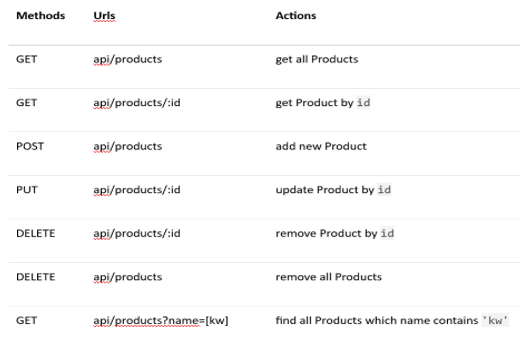 Methods Urls Actions
GET api/products get all Products
GET api/products/:id get Product by id
POST api/products add new Product
PUT api/products/:id update Product by id
DELETE api/products/:id remove Product by id
DELETE api/products remove all Products
GET api/products?name=[kw] find all Products which name contains 'kw'